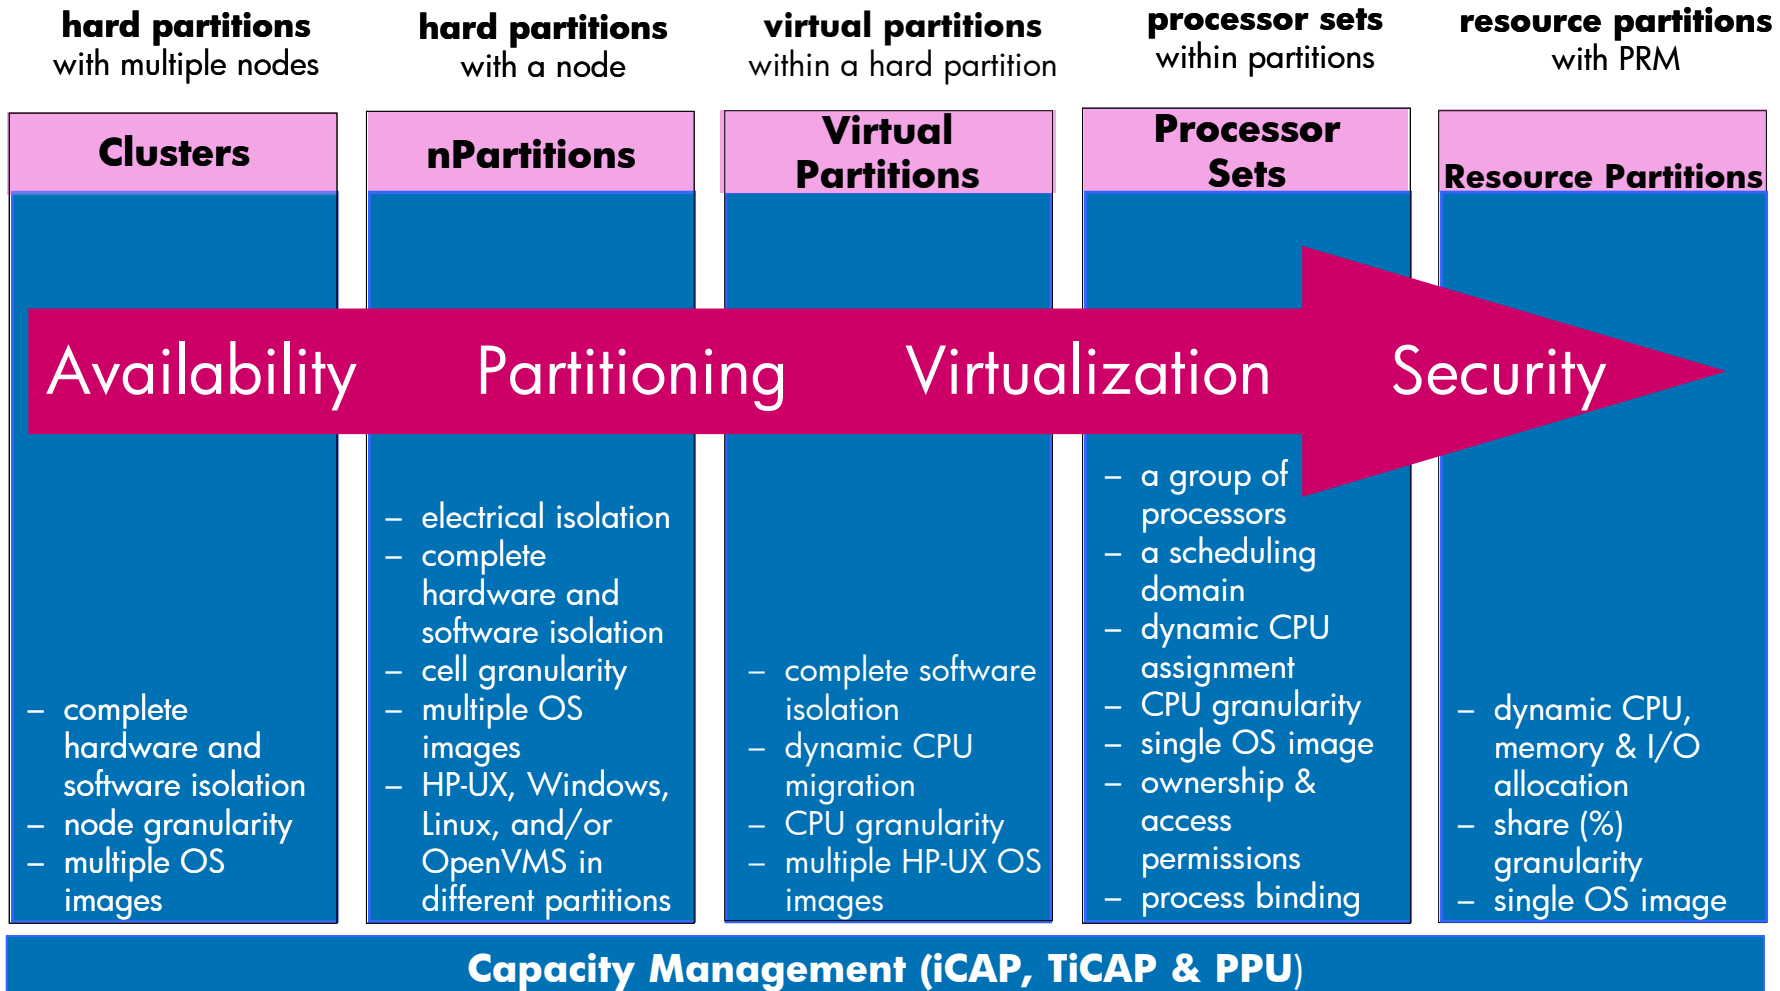 hard partitions
with multiple nodes
hard partitions
with a node
virtual partitions
within a hard partition
processor sets
within partitions
resource partitions
with PRM
Clusters
nPartitions
Virtual
Partitions
Processor
Sets
Resource Partitions
Availability
Partitioning
Virtualization
Security
– complete
hardware and
software isolation
– node granularity
– multiple OS
images
– electrical isolation
– complete
hardware and
software isolation
– cell granularity
– multiple OS
images
– HP-UX, Windows,
Linux, and/or
OpenVMS in
different partitions
– complete software
isolation
– dynamic CPU
migration
– CPU granularity
– multiple HP-UX OS
images
– a group of
processors
– a scheduling
domain
– dynamic CPU
assignment
– CPU granularity
– single OS image
– ownership &
access
permissions
– process binding
– dynamic CPU,
memory & I/O
allocation
– share (%)
granularity
– single OS image
Capacity Management (iCAP, TiCAP & PPU)